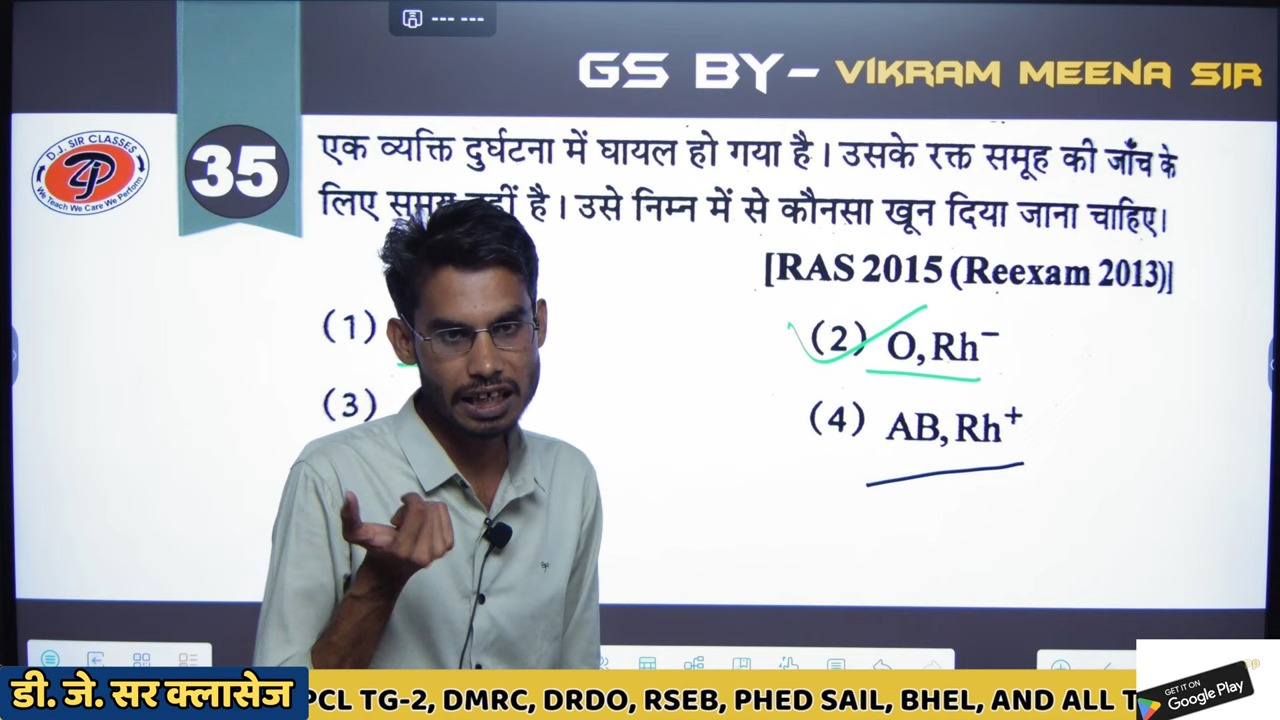 --- ---
GS BY- VIKRAM MEENA SIR
D.J. SIR CLASSES
We Teach We Care We Perform
35
एक व्यक्ति दुर्घटना में घायल हो गया है। उसके रक्त समूह की जाँच के
लिए समय नहीं है। उसे निम्न में से कौनसा खून दिया जाना चाहिए।
[RAS 2015 (Reexam 2013)]
(1)
(2) O, Rh⁻
(3)
(4) AB, Rh⁺
डी. जे. सर क्लासेज
PCL TG-2, DMRC, DRDO, RSEB, PHED SAIL, BHEL, AND ALL T
GET IT ON
Google Play